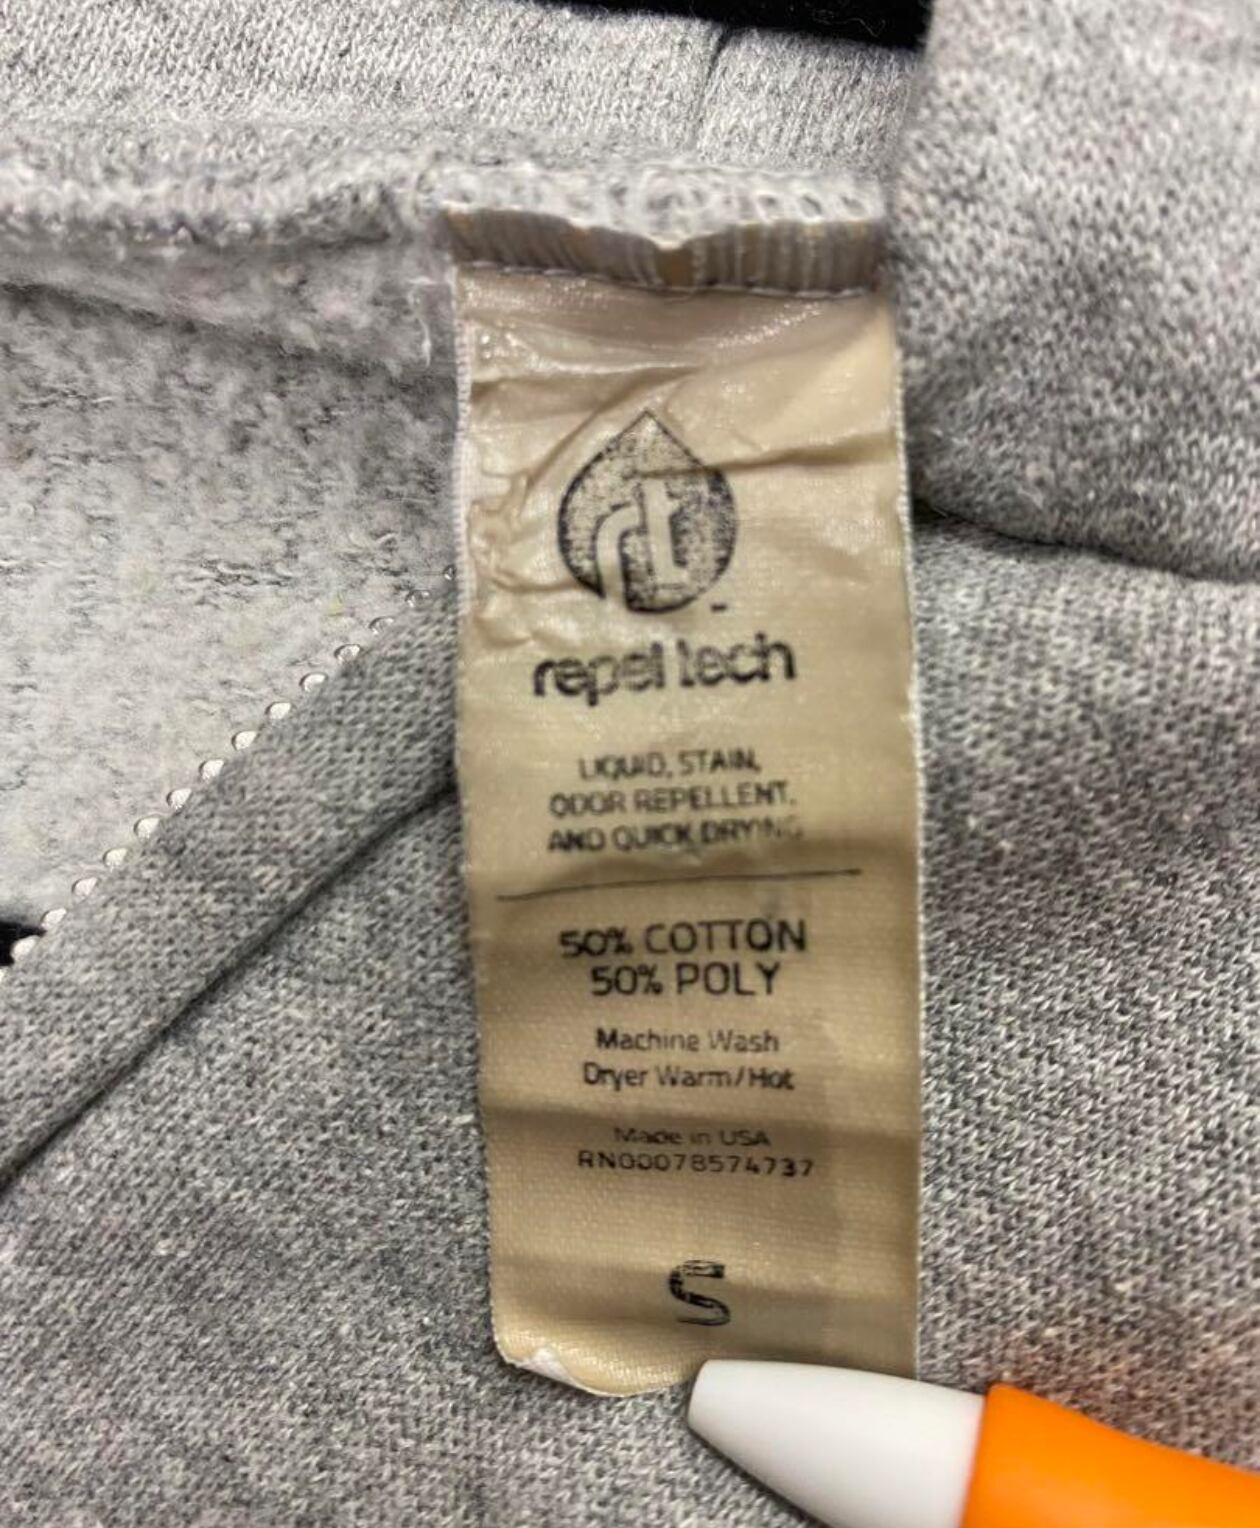 rt
repel tech
LIQUID, STAIN,
ODOR REPELLENT,
AND QUICK DRYING
50% COTTON
50% POLY
Machine Wash
Dryer Warm/Hot
Made in USA
RN00078574737
S